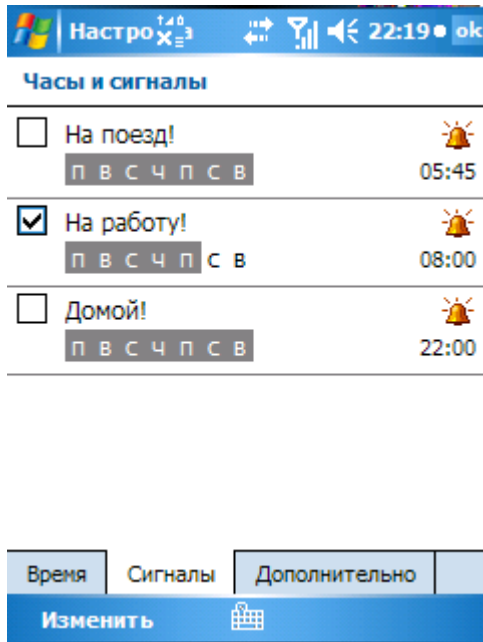 22:19 ok
Часы и сигналы
На поезд!
П В С Ч П С В 05:45
На работу!
П В С Ч П С В 08:00
Домой!
П В С Ч П С В 22:00
Время Сигналы Дополнительно
Изменить